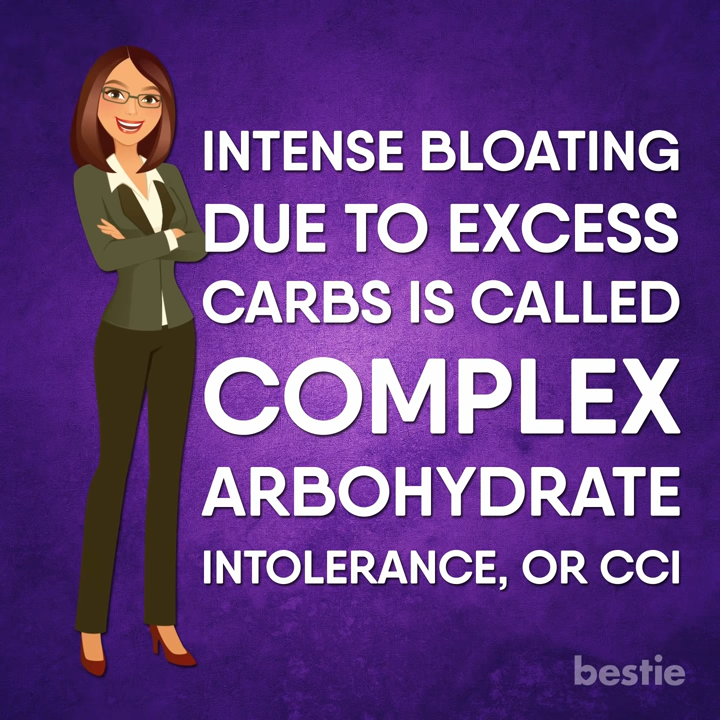 INTENSE BLOATING
DUE TO EXCESS
CARBS IS CALLED
COMPLEX
ARBOHYDRATE
INTOLERANCE, OR CCI
bestie